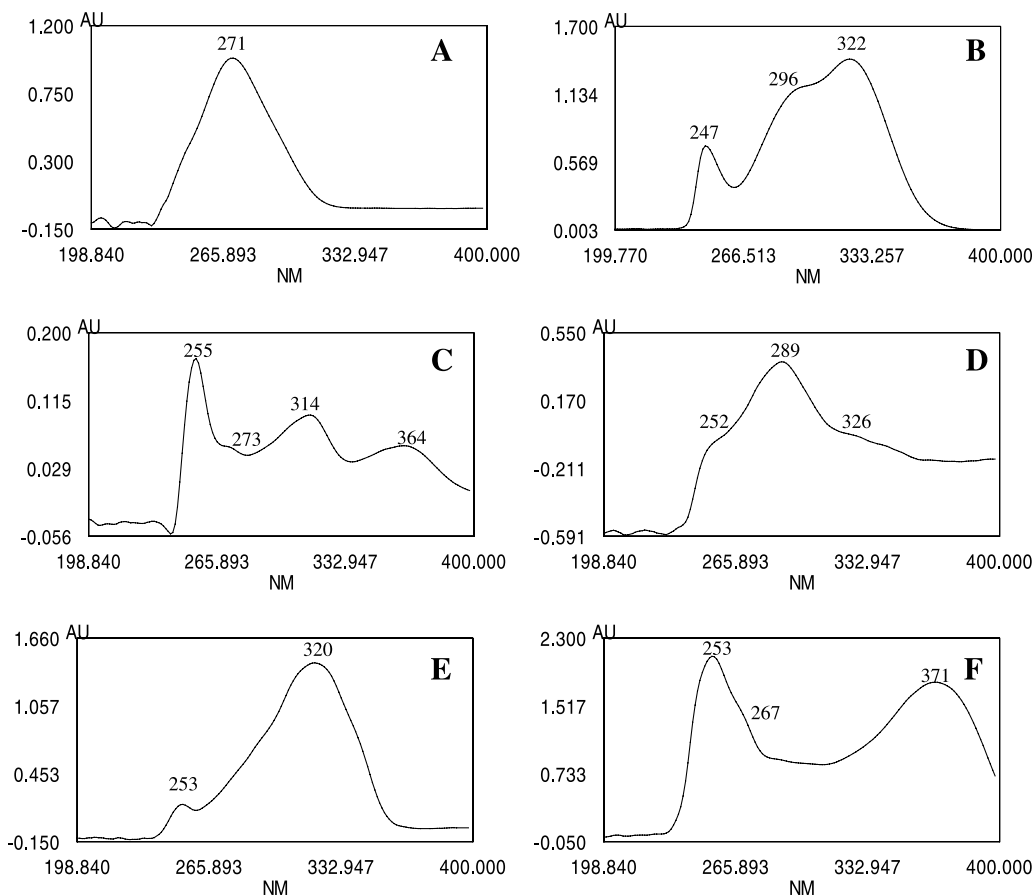 AU
1.200
0.750
0.300
-0.150
271
A
198.840 265.893 332.947 400.000
NM
AU
1.700
1.134
0.569
0.003
247
296
322
B
199.770 266.513 333.257 400.000
NM
AU
0.200
0.115
0.029
-0.056
255
273
314
364
C
198.840 265.893 332.947 400.000
NM
AU
0.550
0.170
-0.211
-0.591
252
289
326
D
198.840 265.893 332.947 400.000
NM
AU
1.660
1.057
0.453
-0.150
253
320
E
198.840 265.893 332.947 400.000
NM
AU
2.300
1.517
0.733
-0.050
253
267
371
F
198.840 265.893 332.947 400.000
NM